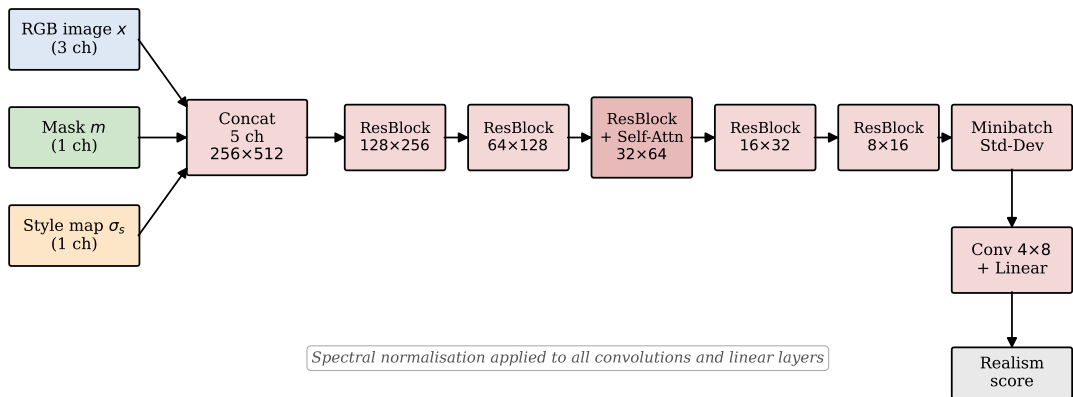 RGB image x
(3 ch)
Mask m
(1 ch)
Style map σₛ
(1 ch)
Concat
5 ch
256×512
ResBlock
128×256
ResBlock
64×128
ResBlock
+ Self-Attn
32×64
ResBlock
16×32
ResBlock
8×16
Minibatch
Std-Dev
Conv 4×8
+ Linear
Realism
score
Spectral normalisation applied to all convolutions and linear layers